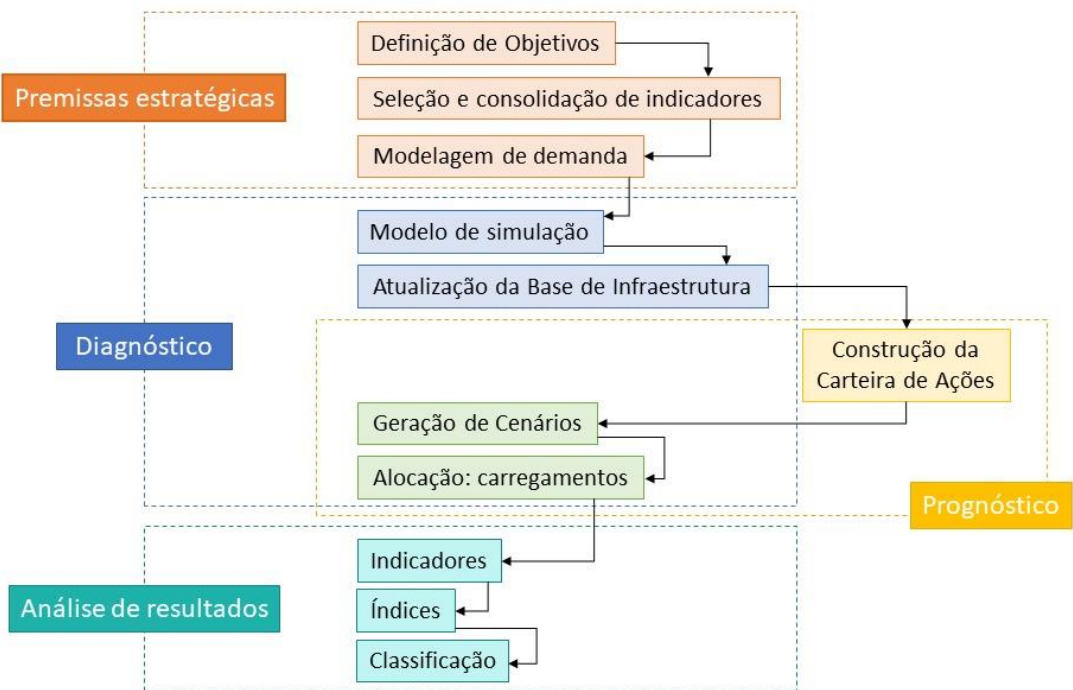 Definição de Objetivos
Premissas estratégicas
Seleção e consolidação de indicadores
Modelagem de demanda
Modelo de simulação
Atualização da Base de Infraestrutura
Diagnóstico
Construção da
Carteira de Ações
Geração de Cenários
Alocação: carregamentos
Prognóstico
Indicadores
Análise de resultados
Índices
Classificação